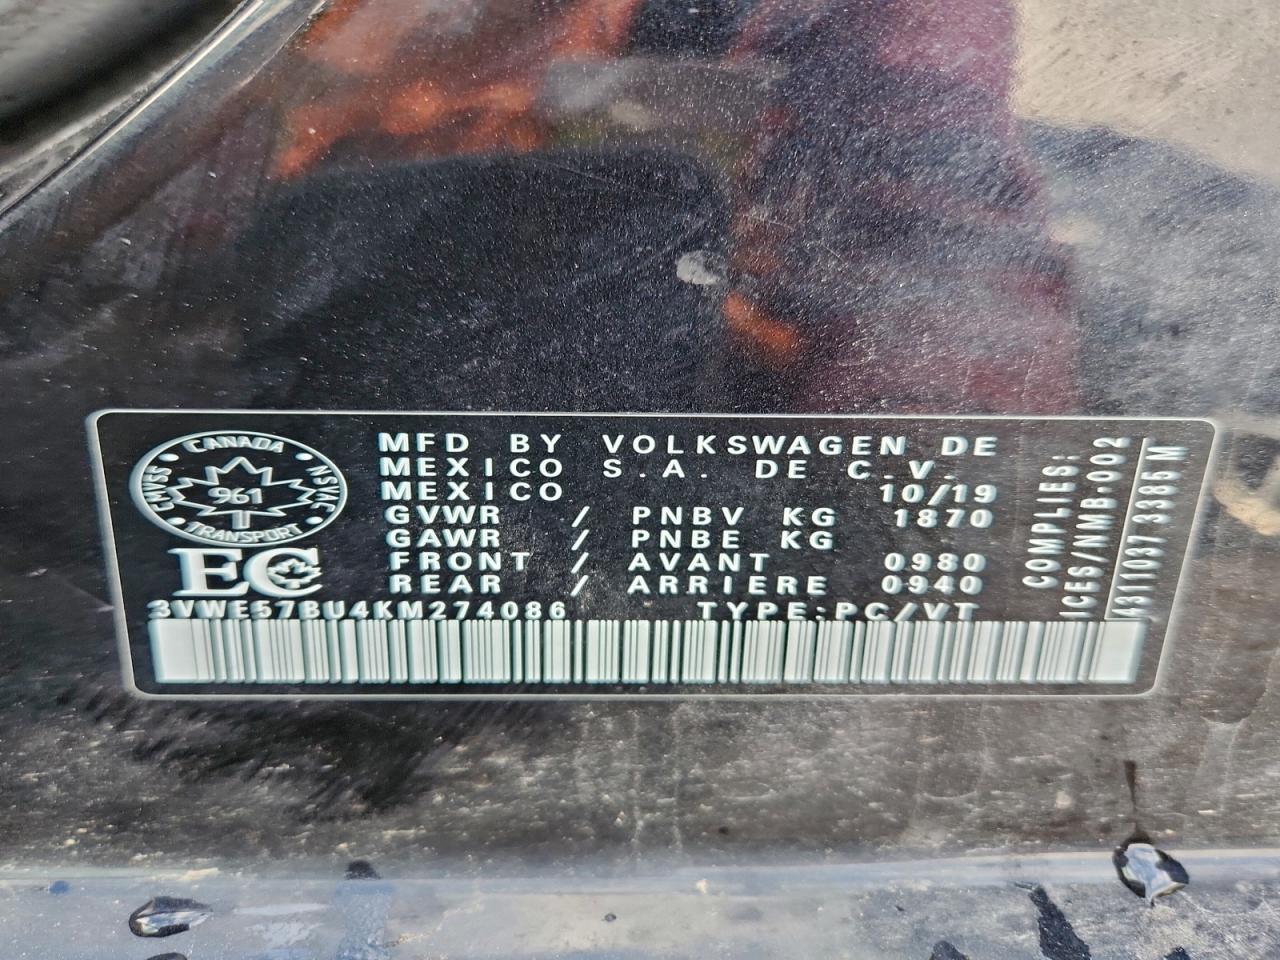 CANADA
CMVSS • NSVAC
961
TRANSPORT
EC
MFD BY VOLKSWAGEN DE
MEXICO S.A. DE C.V.
MEXICO 10/19
GVWR / PNBV KG 1870
GAWR / PNBE KG
FRONT / AVANT 0980
REAR / ARRIERE 0940
3VWE57BU4KM274086 TYPE:PC/VT
COMPLIES:
ICES/NMB-002
4311037 3385 M